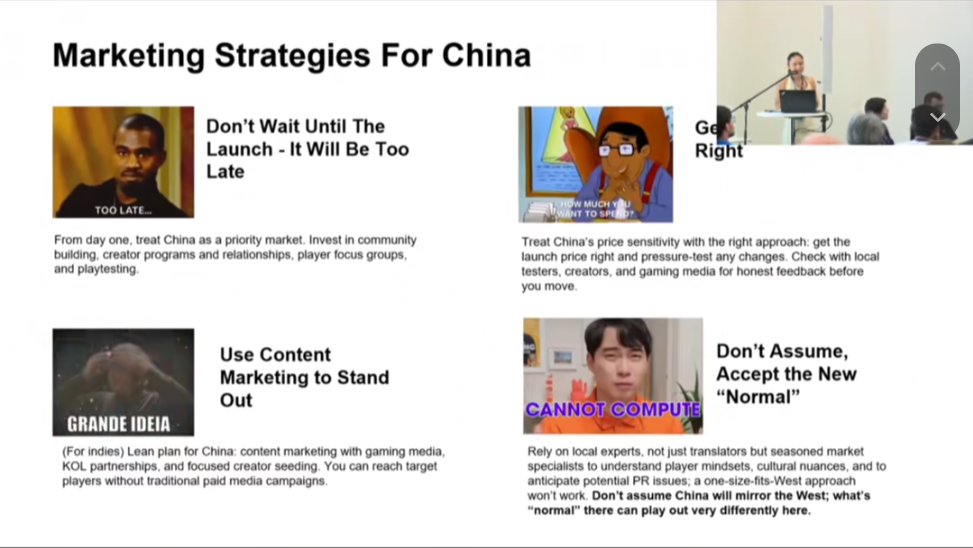 Marketing Strategies For China
TOO LATE...
Don’t Wait Until The
Launch - It Will Be Too
Late
From day one, treat China as a priority market. Invest in community
building, creator programs and relationships, player focus groups,
and playtesting.
HOW MUCH YOU
WANT TO SPEND?
Right
Treat China’s price sensitivity with the right approach: get the
launch price right and pressure-test any changes. Check with local
testers, creators, and gaming media for honest feedback before
you move.
GRANDE IDEIA
Use Content
Marketing to Stand
Out
(For indies) Lean plan for China: content marketing with gaming media,
KOL partnerships, and focused creator seeding. You can reach target
players without traditional paid media campaigns.
CANNOT COMPUTE
Don’t Assume,
Accept the New
“Normal”
Rely on local experts, not just translators but seasoned market
specialists to understand player mindsets, cultural nuances, and to
anticipate potential PR issues; a one-size-fits-West approach
won’t work. Don’t assume China will mirror the West; what’s
“normal” there can play out very differently here.